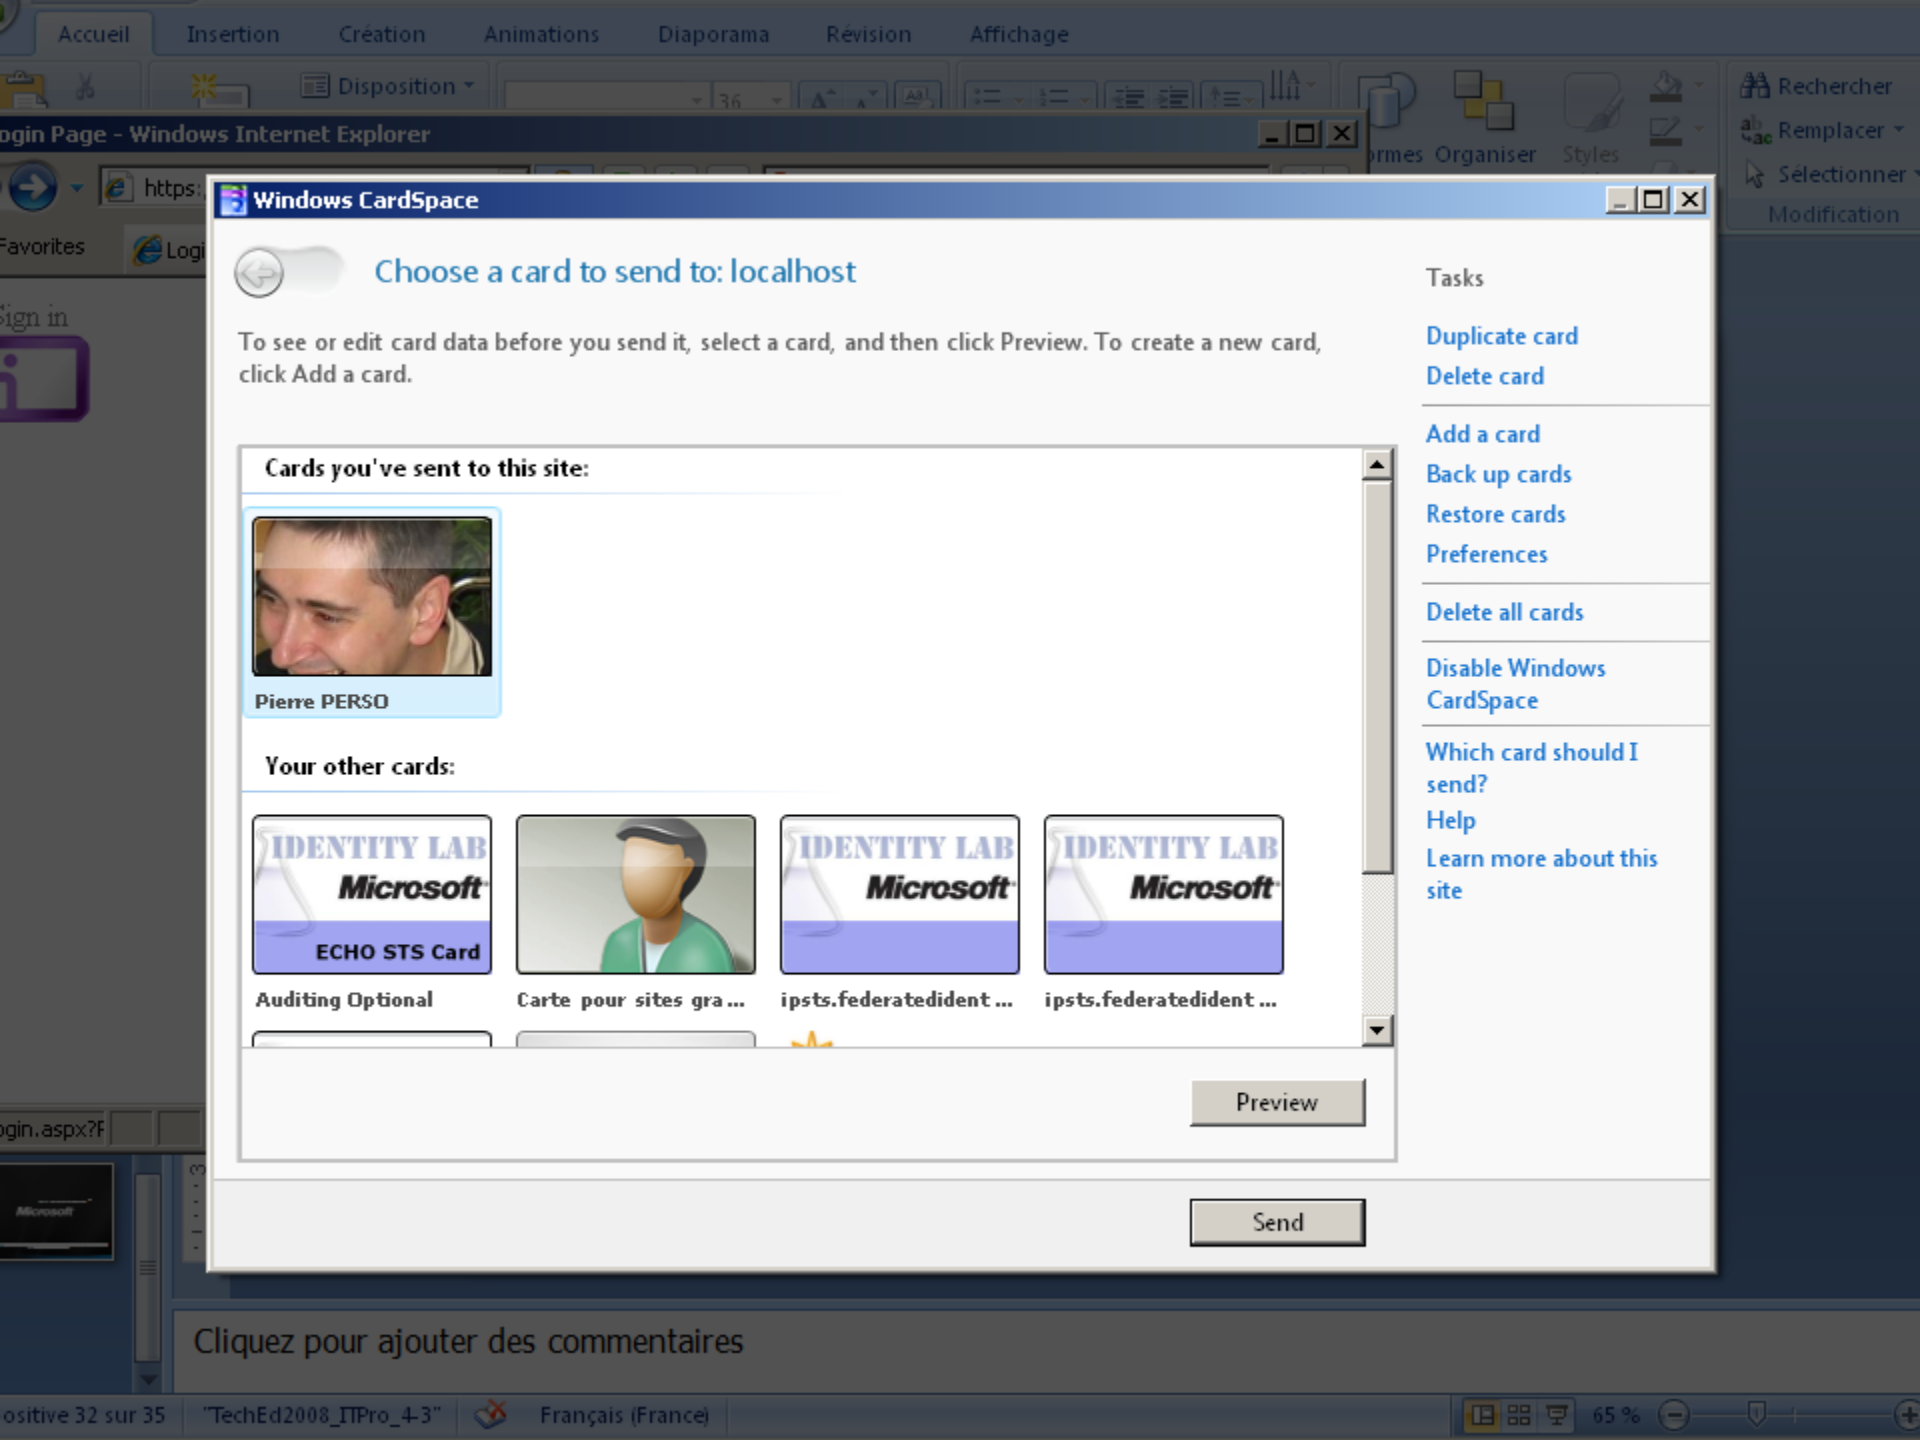 Accueil Insertion Création Animations Diaporama Révision Affichage
Disposition 36 Rechercher
Remplacer
Organiser Styles
Sélectionner
Modification
ogin Page - Windows Internet Explorer
https:
Favorites Logi
Sign in
Windows CardSpace
Choose a card to send to: localhost
To see or edit card data before you send it, select a card, and then click Preview. To create a new card,
click Add a card.
Cards you've sent to this site:
Pierre PERSO
Your other cards:
IDENTITY LAB IDENTITY LAB IDENTITY LAB
Microsoft Microsoft Microsoft
ECHO STS Card
Auditing Optional Carte pour sites gra... ipsts.federatedident... ipsts.federatedident...
Preview
Send
Tasks
Duplicate card
Delete card
Add a card
Back up cards
Restore cards
Preferences
Delete all cards
Disable Windows
CardSpace
Which card should I
send?
Help
Learn more about this
site
ogin.aspx?F
Microsoft
3
Cliquez pour ajouter des commentaires
ositive 32 sur 35 "TechEd2008_ITPro_4-3" Français (France) 65 %